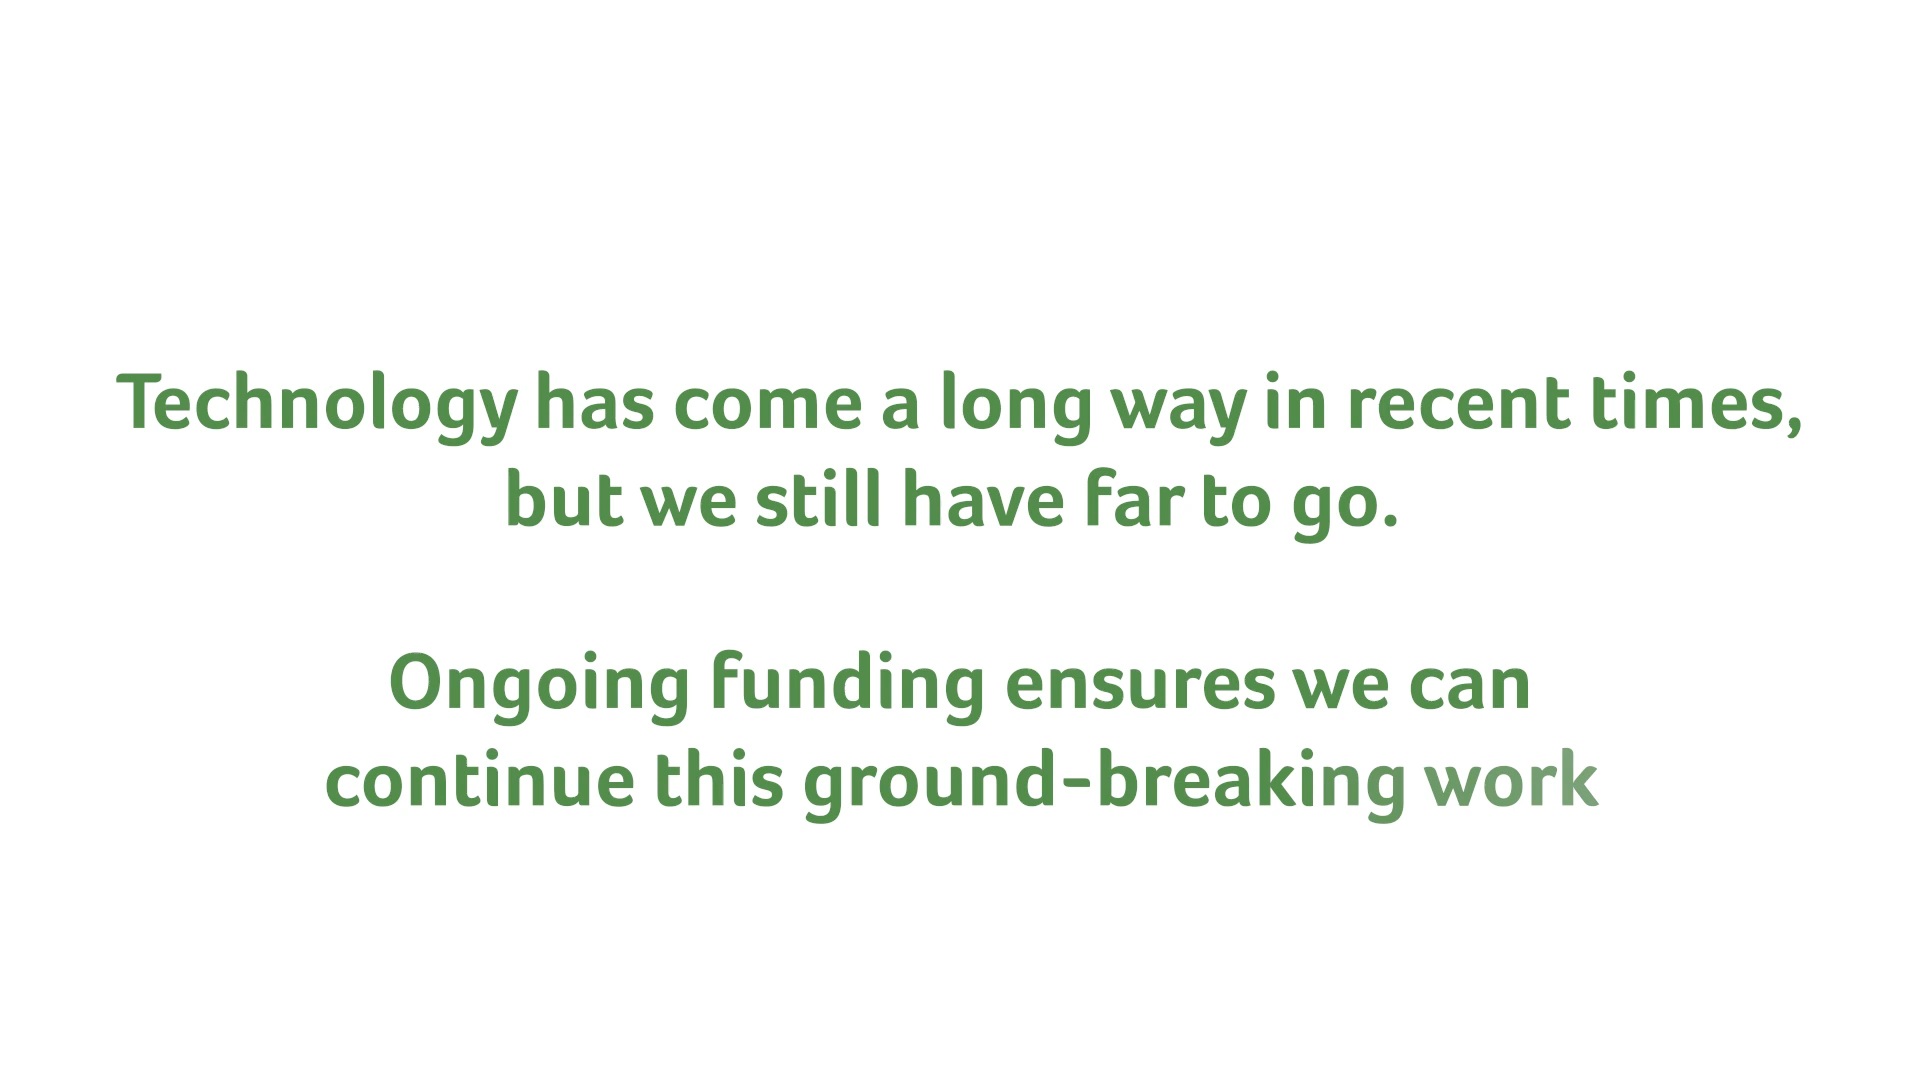 Technology has come a long way in recent times,
but we still have far to go.
Ongoing funding ensures we can
continue this ground-breaking work